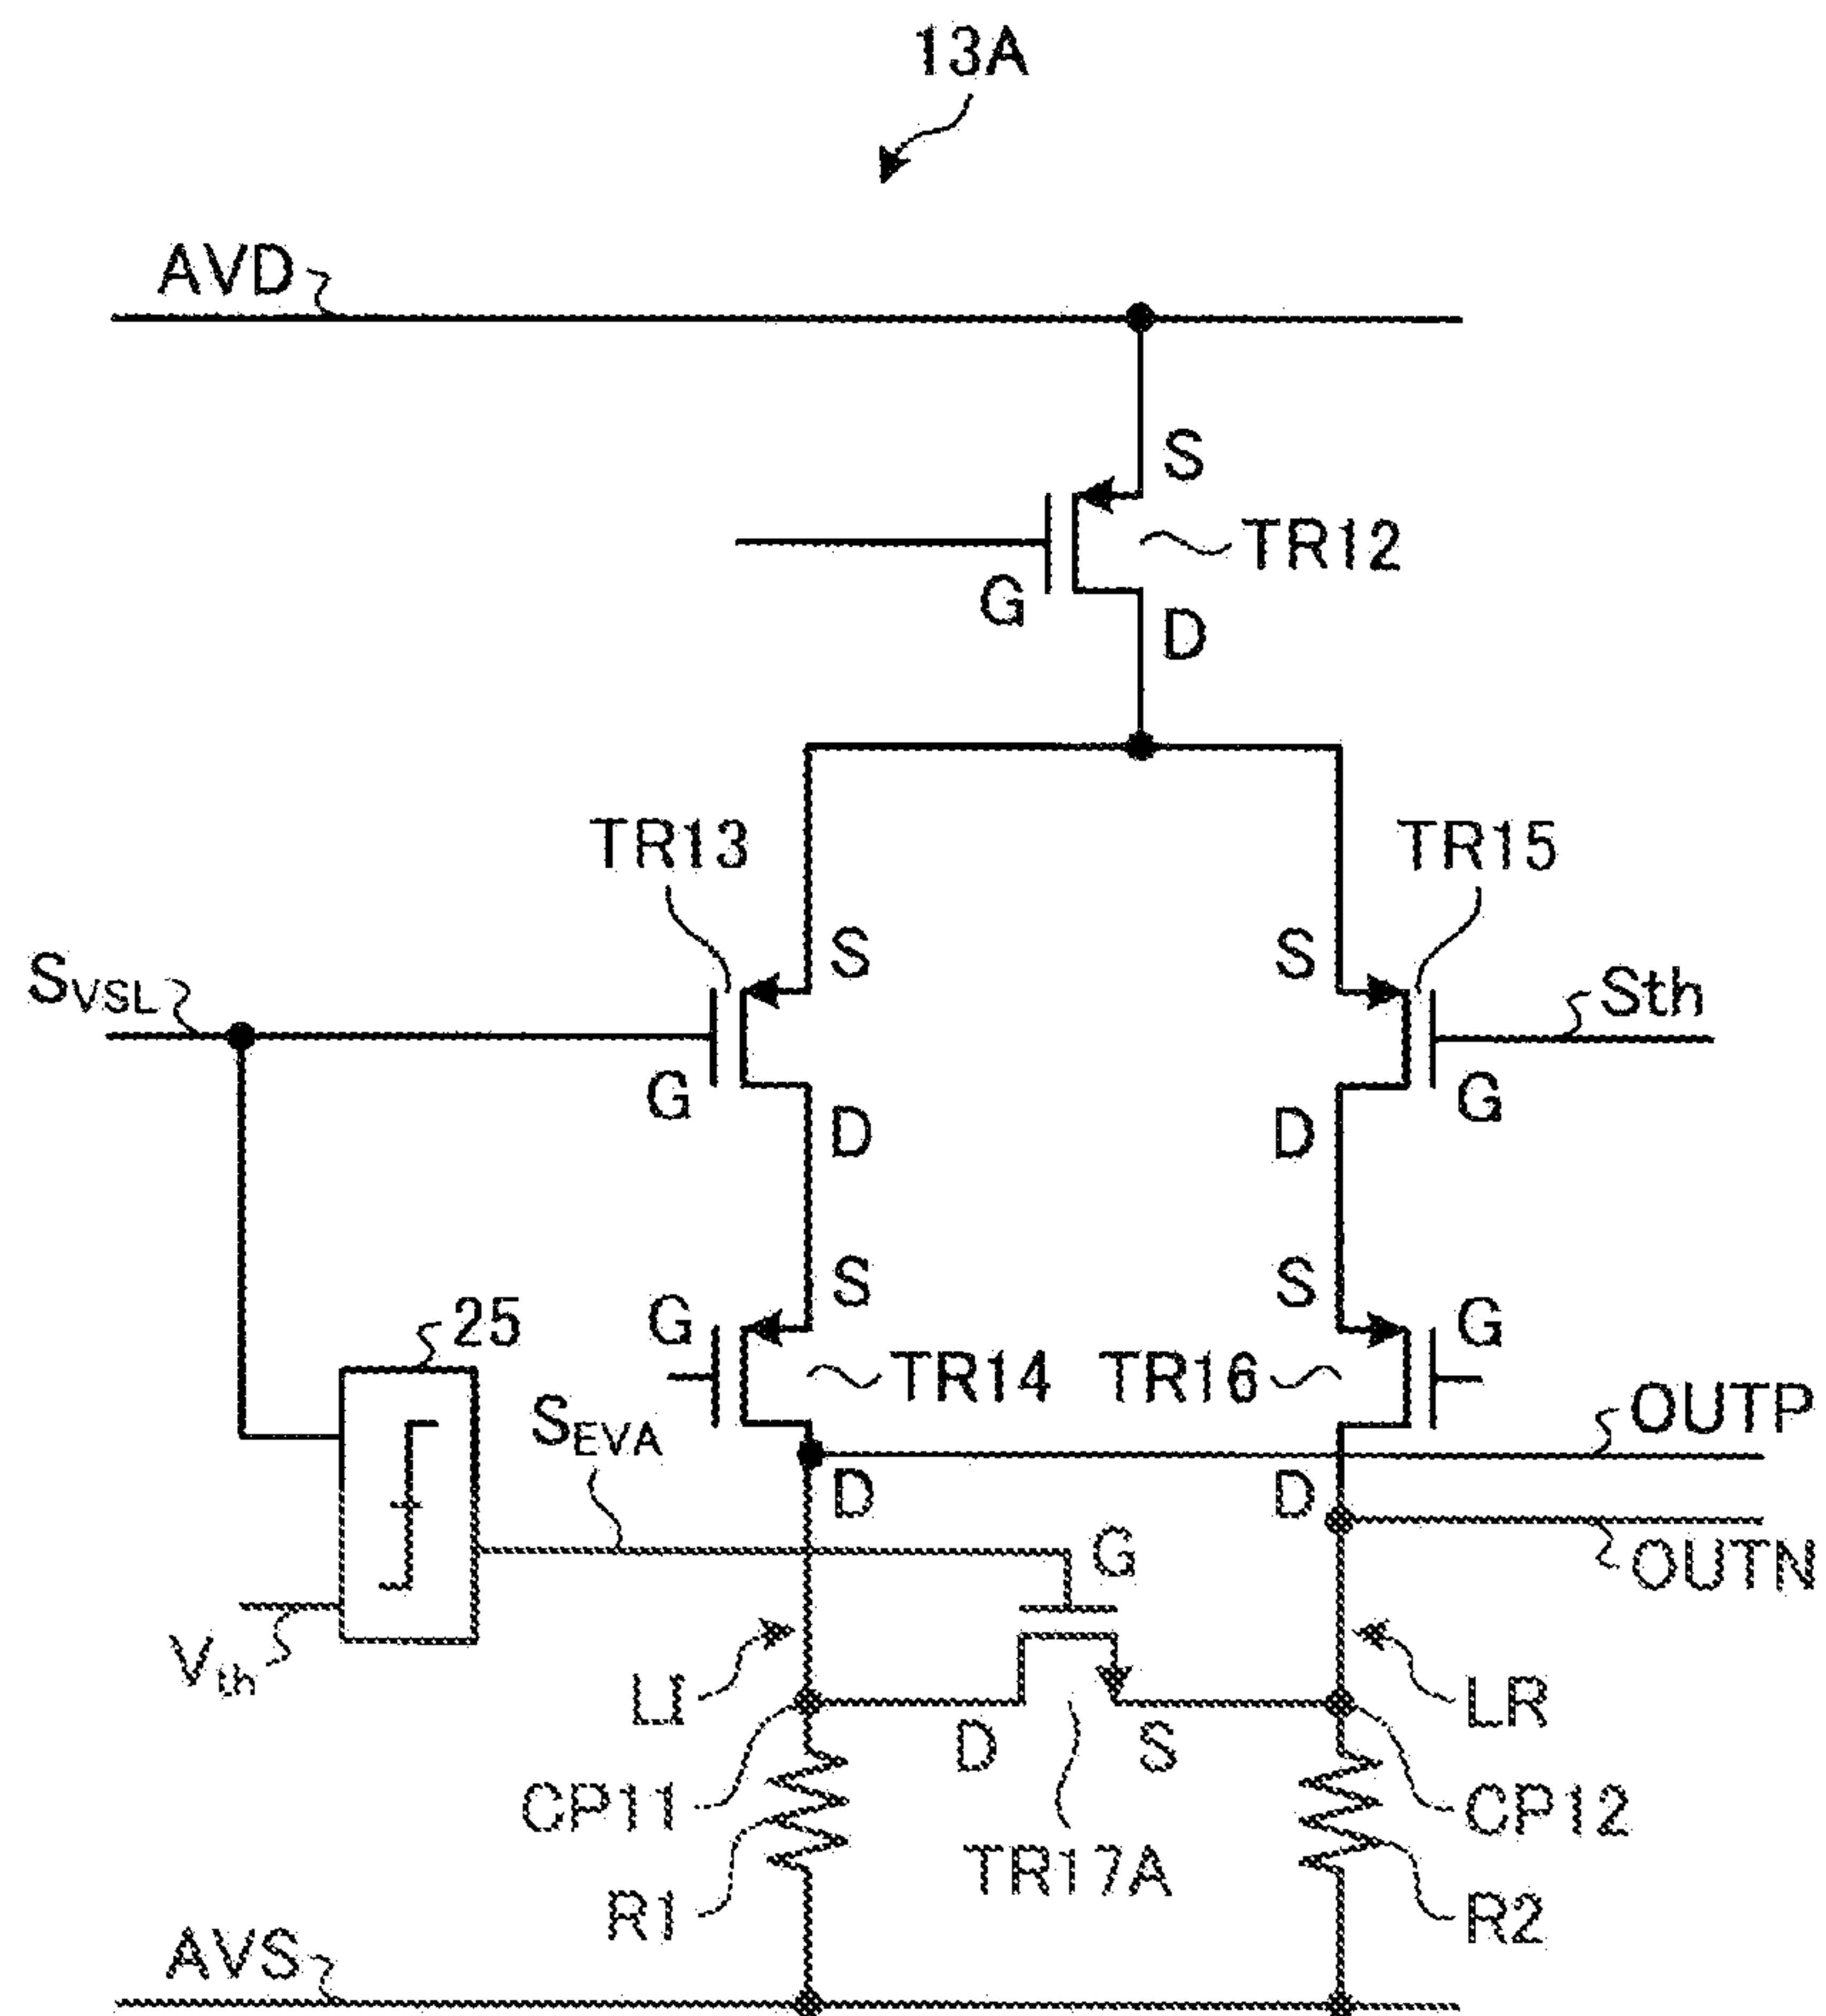 13A
AVD
S
TR12
G
D
TR13
TR15
S
S
SVSL
Sth
G
G
D
D
S
S
25
G
G
TR14
TR16
SEVA
OUTP
D
D
G
OUTN
Vth
LI
LR
D
S
CP11
CP12
TR17A
R1
R2
AVS